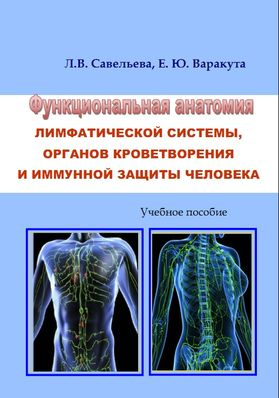 Л.В. Савельева, Е. Ю. Варакута
Функциональная анатомия
ЛИМФАТИЧЕСКОЙ СИСТЕМЫ,
ОРГАНОВ КРОВЕТВОРЕНИЯ
И ИММУННОЙ ЗАЩИТЫ ЧЕЛОВЕКА
Учебное пособие